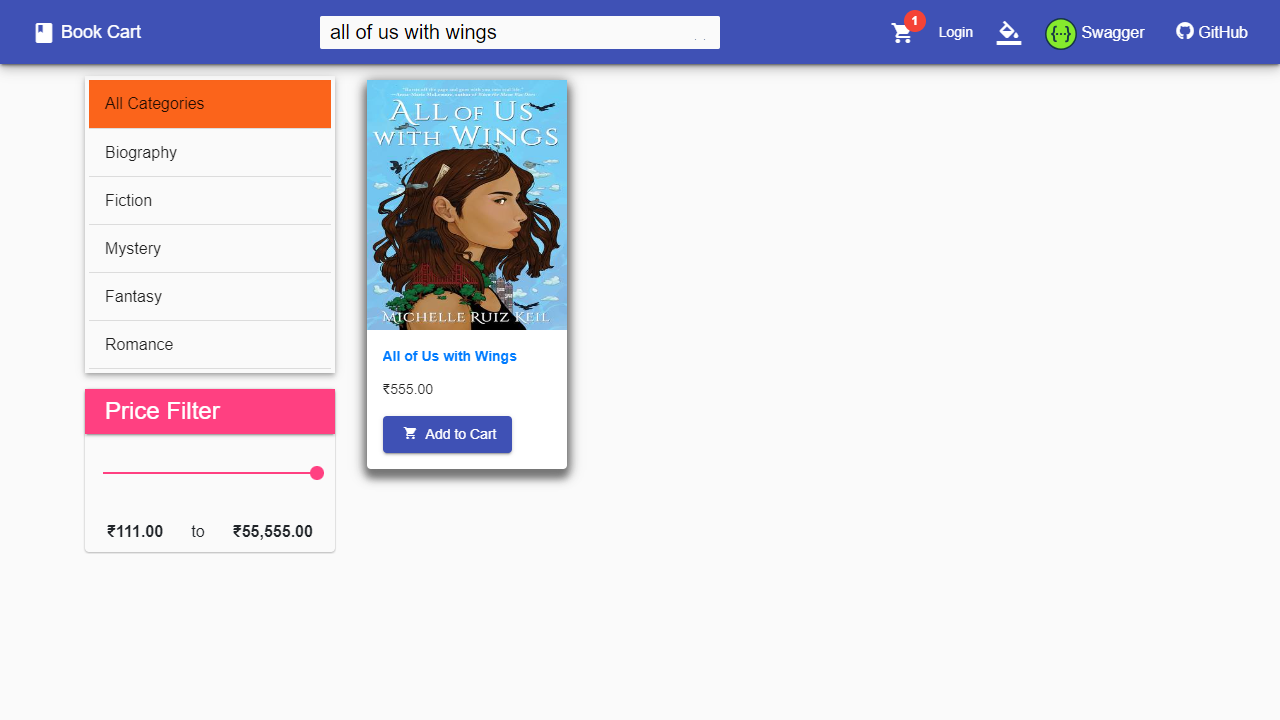 Book Cart
all of us with wings
1
Login
Swagger
GitHub
All Categories
Biography
Fiction
Mystery
Fantasy
Romance
Price Filter
₹111.00 to ₹55,555.00
ALL OF US
WITH WINGS
MICHELLE RUIZ KEIL
All of Us with Wings
₹555.00
Add to Cart